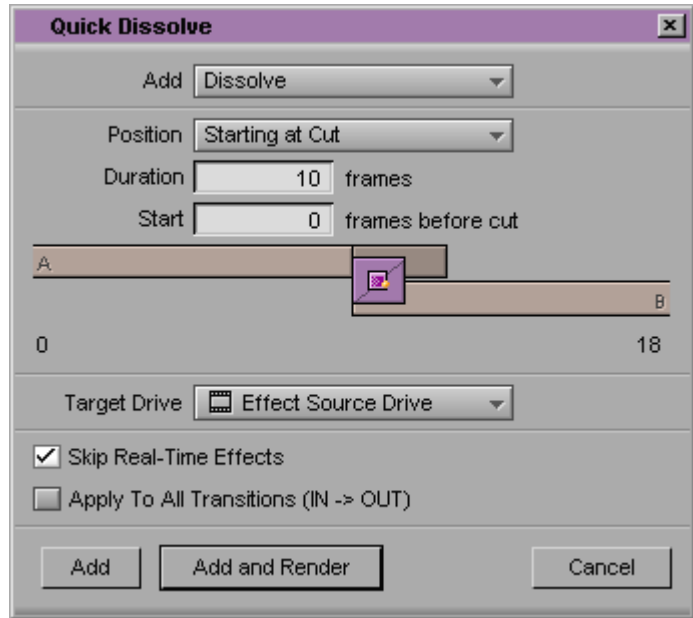 Quick Dissolve
Add Dissolve
Position Starting at Cut
Duration 10 frames
Start 0 frames before cut
A
B
0 18
Target Drive Effect Source Drive
Skip Real-Time Effects
Apply To All Transitions (IN -> OUT)
Add Add and Render Cancel